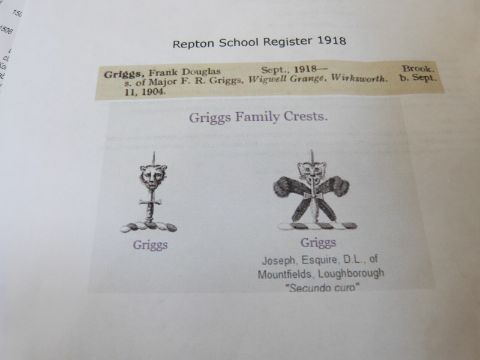 Repton School Register 1918
Griggs, Frank Douglas Sept., 1918— Brook.
s. of Major F. R. Griggs, Wigwell Grange, Wirksworth. b. Sept.
11, 1904.
Griggs Family Crests.
Griggs
Griggs
Joseph, Esquire, D.L., of
Mountfields, Loughborough
"Secundo curo"